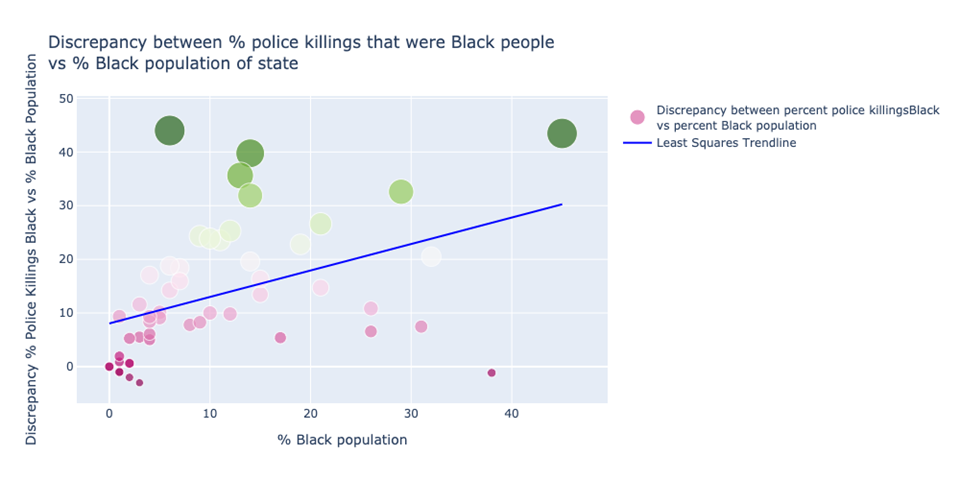 Discrepancy between % police killings that were Black people
vs % Black population of state
Discrepancy % Police Killings Black vs % Black Population
50
40
30
20
10
0
0
10
20
30
40
% Black population
Discrepancy between percent police killingsBlack
vs percent Black population
Least Squares Trendline